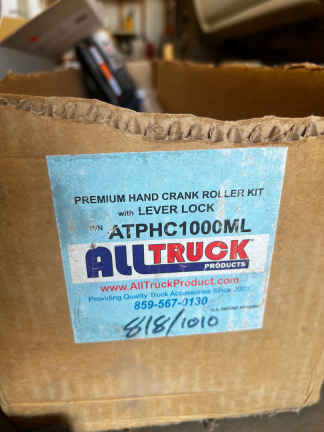 PREMIUM HAND CRANK ROLLER KIT
with LEVER LOCK
P/N ATPHC1000ML
ALLTRUCK
PRODUCTS
www.AllTruckProduct.com
Providing Quality Truck Accessories Since 2003
859-567-0130
818/1010